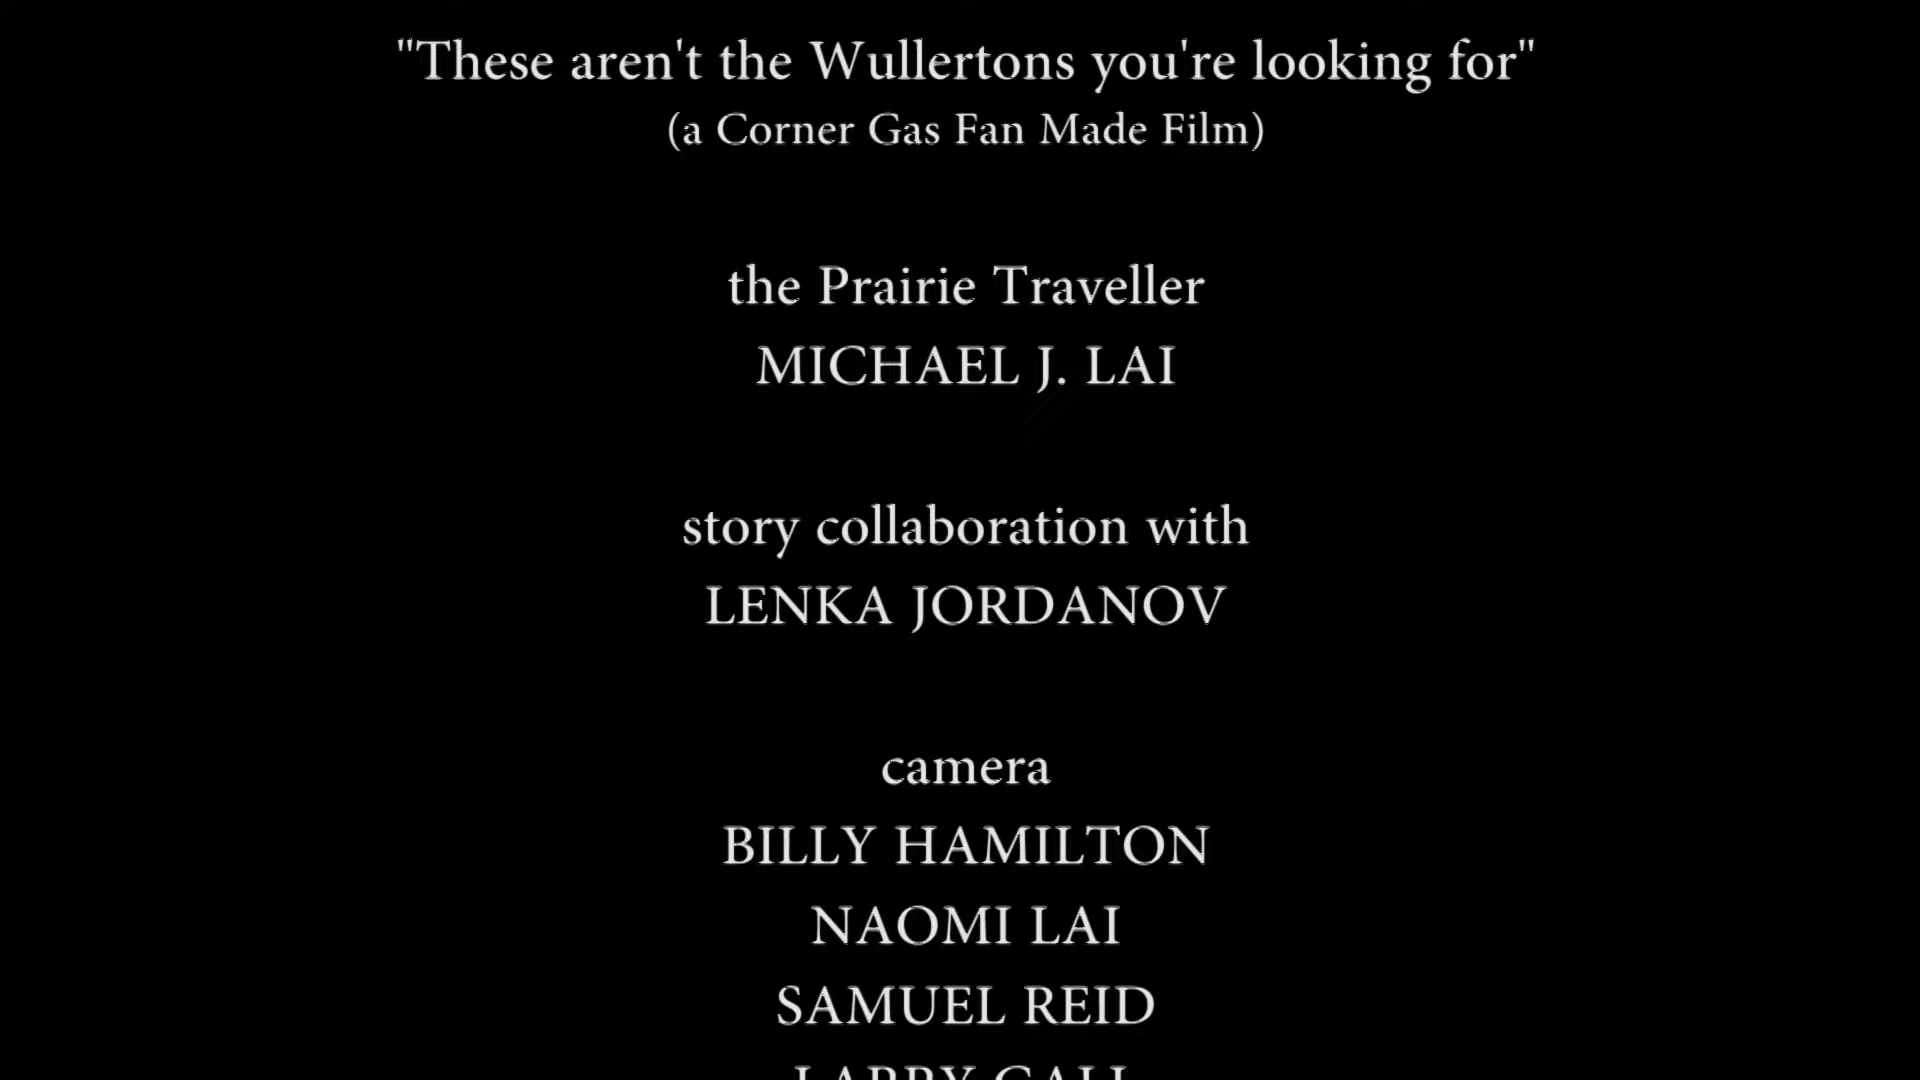 "These aren't the Wullertons you're looking for"
(a Corner Gas Fan Made Film)
the Prairie Traveller
MICHAEL J. LAI
story collaboration with
LENKA JORDANOV
camera
BILLY HAMILTON
NAOMI LAI
SAMUEL REID
LARRY